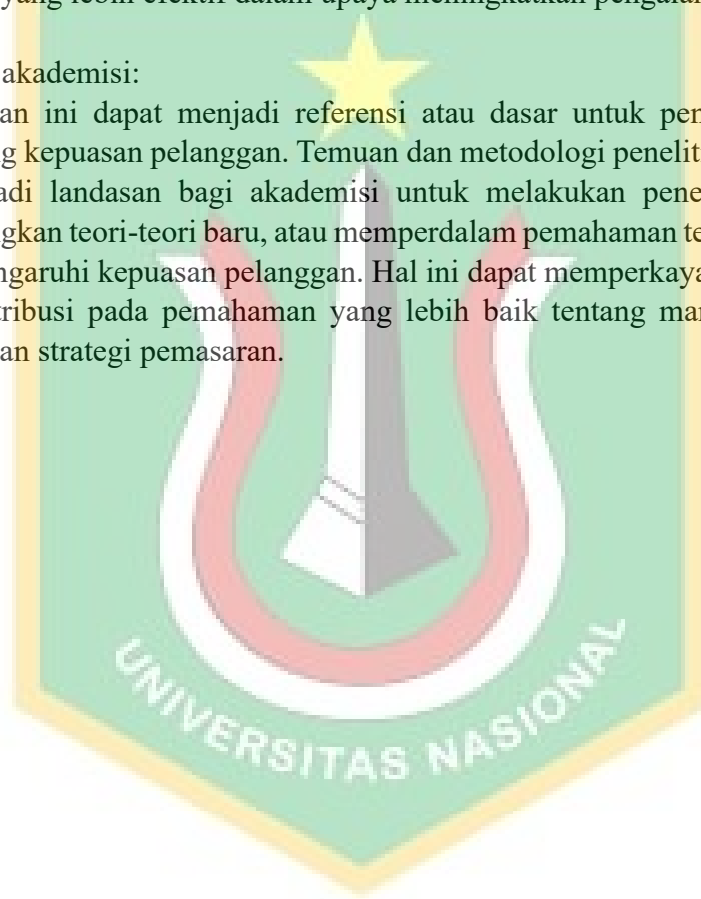 yang lebih efektif dalam upaya meningkatkan
akademisi:
an ini dapat menjadi referensi atau dasar untuk pen
g kepuasan pelanggan. Temuan dan metodologi penelit
adi landasan bagi akademisi untuk melakukan pene
gkan teori-teori baru, atau memperdalam pemahaman te
ngaruhi kepuasan pelanggan. Hal ini dapat memperkaya
tribusi pada pemahaman yang lebih baik tentang
an strategi pemasaran.
UNIVERSITAS NASIONAL